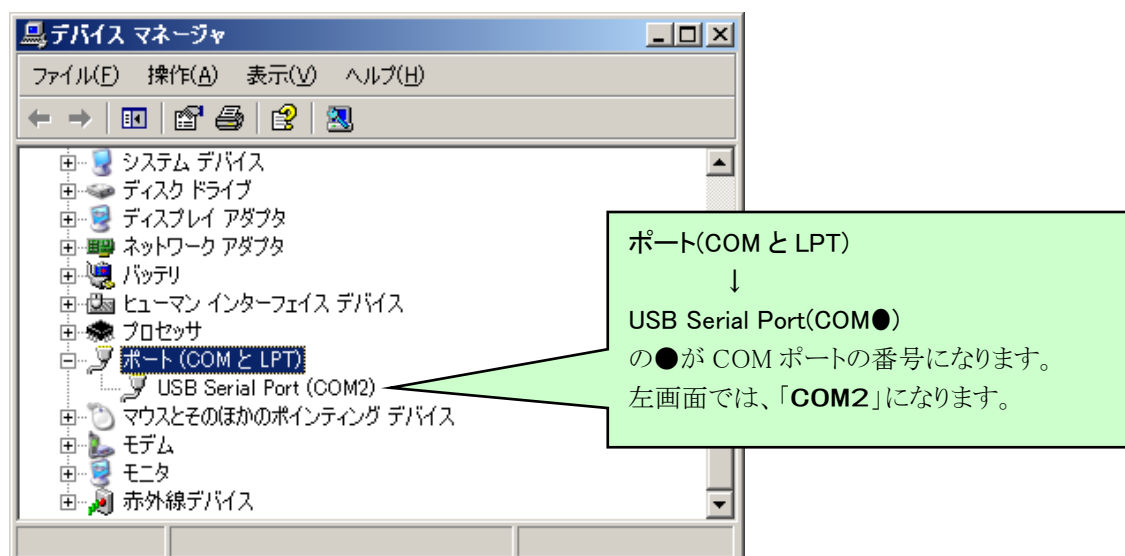 デバイス マネージャ
ファイル(F) 操作(A) 表示(V) ヘルプ(H)
システム デバイス
ディスク ドライブ
ディスプレイ アダプタ
ネットワーク アダプタ
バッテリ
ヒューマン インターフェイス デバイス
プロセッサ
ポート (COM と LPT)
USB Serial Port (COM2)
マウスとそのほかのポインティング デバイス
モデム
モニタ
赤外線デバイス
ポート(COM と LPT)
↓
USB Serial Port(COM●)
の●が COM ポートの番号になります。
左画面では、「COM2」になります。